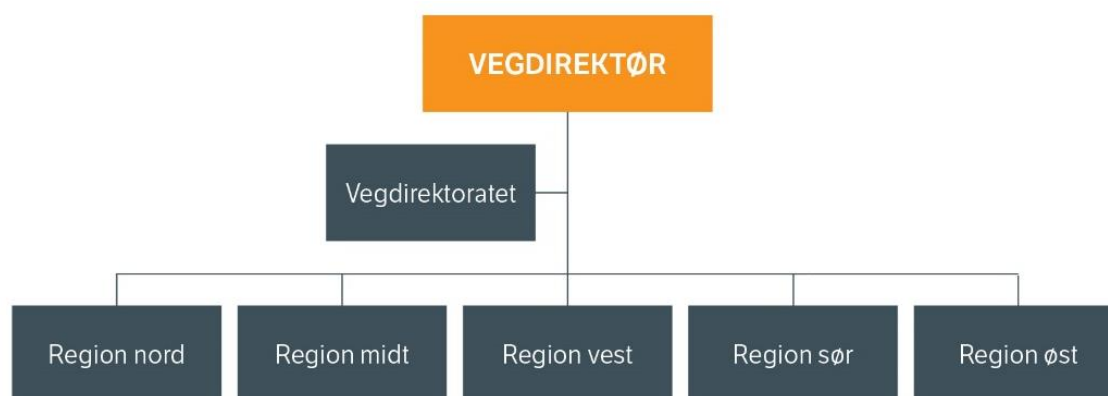 VEGDIREKTØR
Vegdirektoratet
Region nord
Region midt
Region vest
Region sør
Region øst